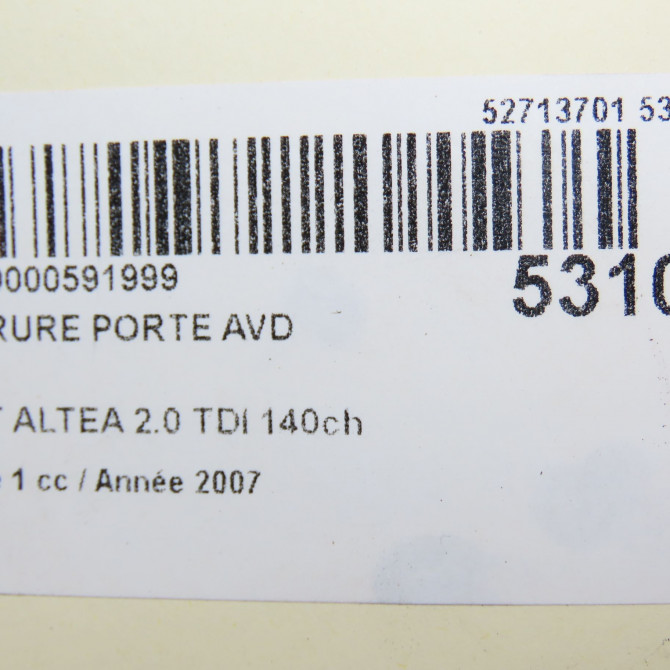 52713701 53
0000591999
5310
RURE PORTE AVD
T ALTEA 2.0 TDI 140ch
1 cc / Année 2007